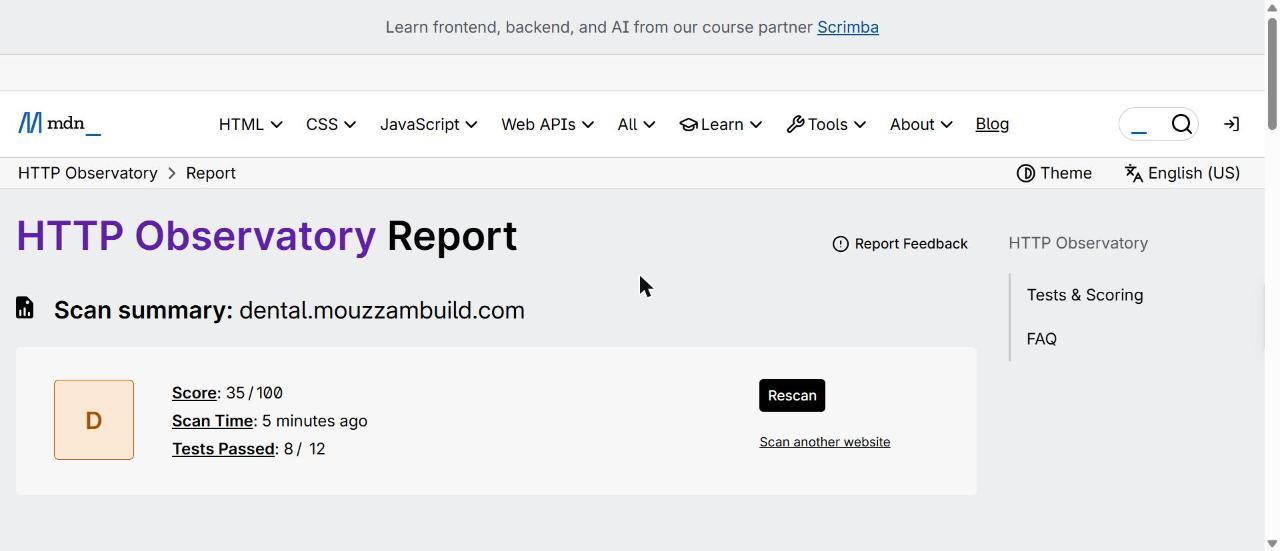 Learn frontend, backend, and AI from our course partner Scrimba
mdn_
HTML CSS JavaScript Web APIs All Learn Tools About Blog
HTTP Observatory > Report
Theme English (US)
HTTP Observatory Report
Report Feedback
HTTP Observatory
Tests & Scoring
FAQ
Scan summary: dental.mouzzambuild.com
D
Score: 35 / 100
Scan Time: 5 minutes ago
Tests Passed: 8 / 12
Rescan
Scan another website